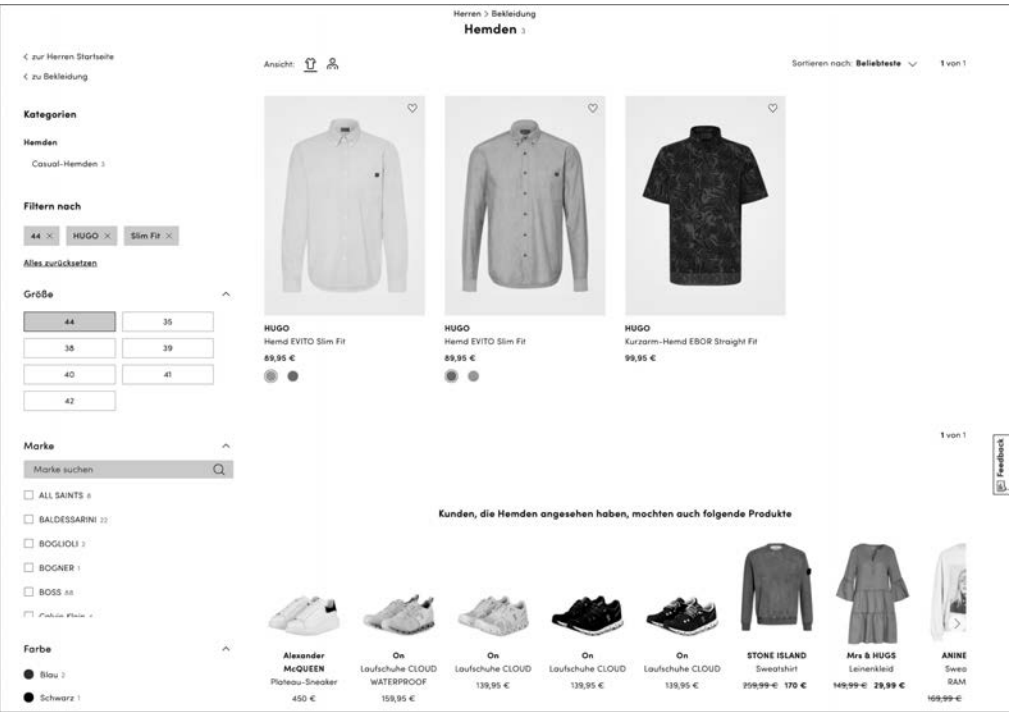 Herren > Bekleidung
Hemden 3
< zur Herren Startseite
< zu Bekleidung
Ansicht:
Sortieren nach: Beliebteste
1 von 1
Kategorien
Hemden
Casual-Hemden 3
Filtern nach
44 ×
HUGO ×
Slim Fit ×
Alles zurücksetzen
Größe
44
35
38
39
40
41
42
HUGO
Hemd EVITO Slim Fit
89,95 €
HUGO
Hemd EVITO Slim Fit
89,95 €
HUGO
Kurzarm-Hemd EBOR Straight Fit
99,95 €
1 von 1
Feedback
Marke
Marke suchen
ALL SAINTS 8
BALDESSARINI 22
BOGLIOLI 2
BOGNER 1
BOSS 88
Calvin Klein
Farbe
Blau 2
Schwarz 1
Kunden, die Hemden angesehen haben, mochten auch folgende Produkte
Alexander
McQUEEN
Plateau-Sneaker
450 €
On
Laufschuhe CLOUD
WATERPROOF
159,95 €
On
Laufschuhe CLOUD
139,95 €
On
Laufschuhe CLOUD
139,95 €
On
Laufschuhe CLOUD
139,95 €
STONE ISLAND
Sweatshirt
259,99 € 170 €
Mrs & HUGS
Leinenkleid
149,99 € 29,99 €
ANINE
Swea
RAM
169,99 €